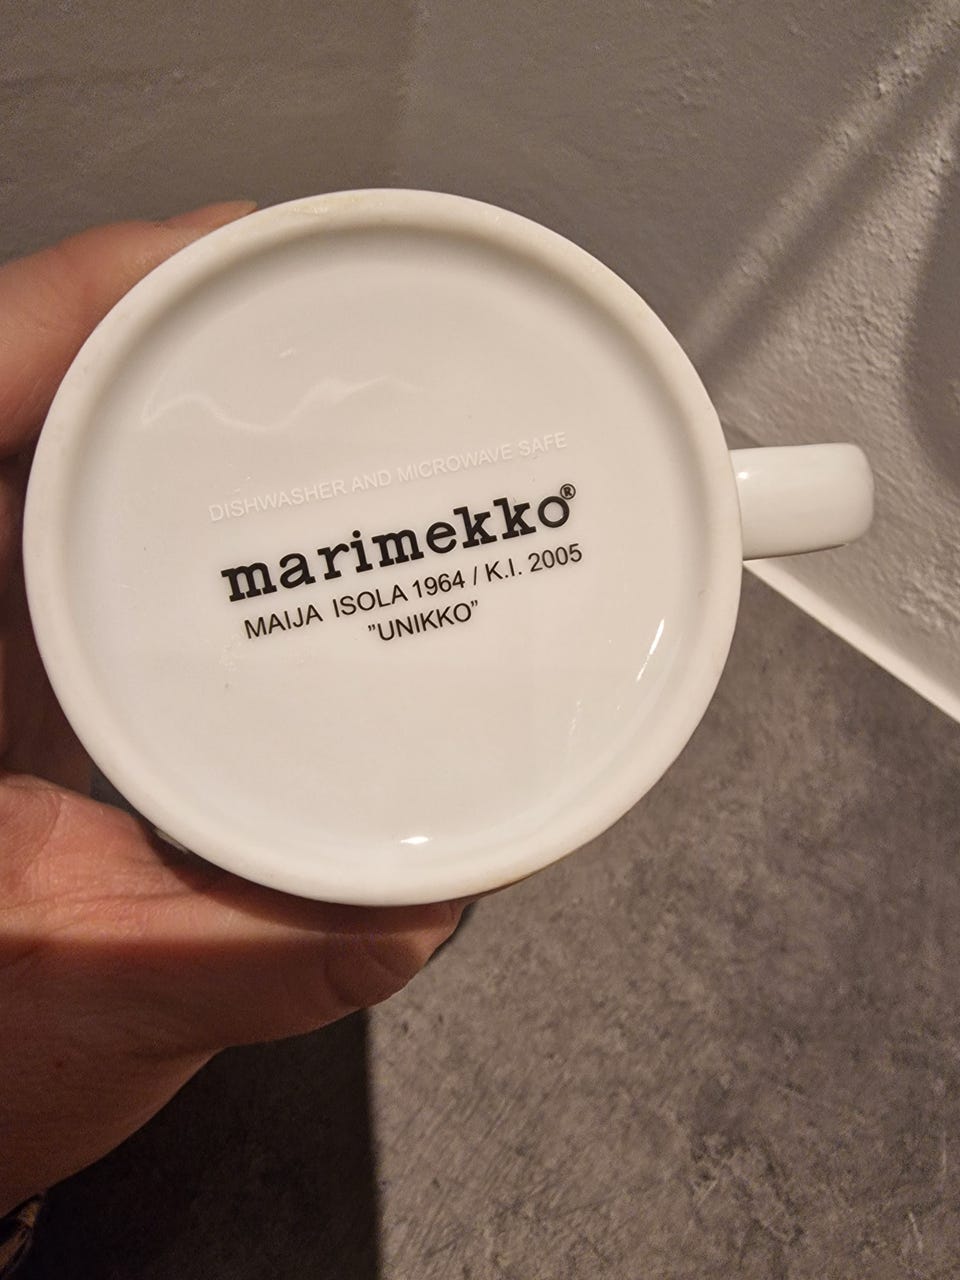 DISHWASHER AND MICROWAVE SAFE
marimekko®
MAIJA ISOLA 1964 / K.I. 2005
”UNIKKO”